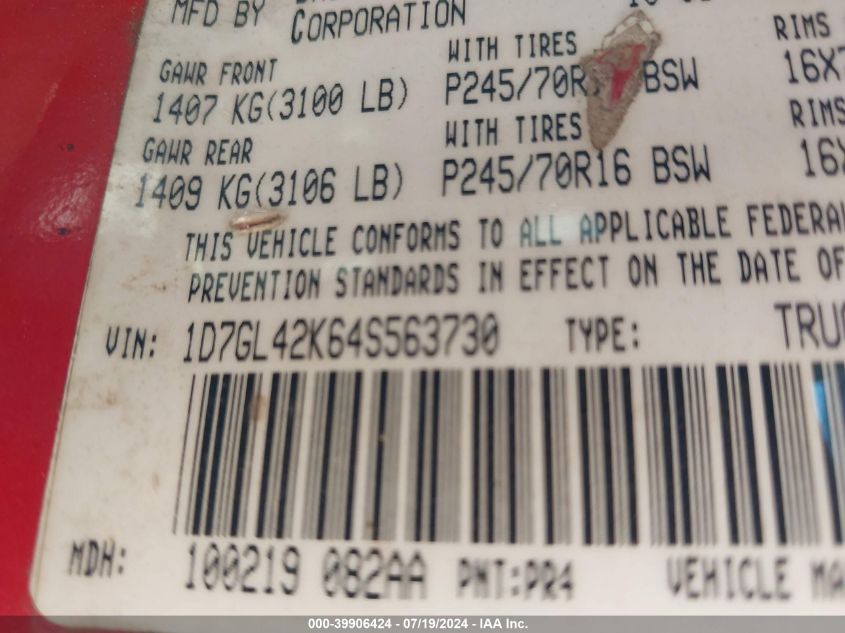 MFD BY
CORPORATION
GAWR FRONT WITH TIRES RIMS
1407 KG(3100 LB) P245/70R BSW 16X7
GAWR REAR WITH TIRES RIMS
1409 KG(3106 LB) P245/70R16 BSW 16X
THIS VEHICLE CONFORMS TO ALL APPLICABLE FEDERAL
PREVENTION STANDARDS IN EFFECT ON THE DATE OF
VIN: 1D7GL42K64S563730 TYPE: TRUC
MDH: 100219 082AA PNT:PR4 VEHICLE MA
000-39906424 - 07/19/2024 - IAA Inc.